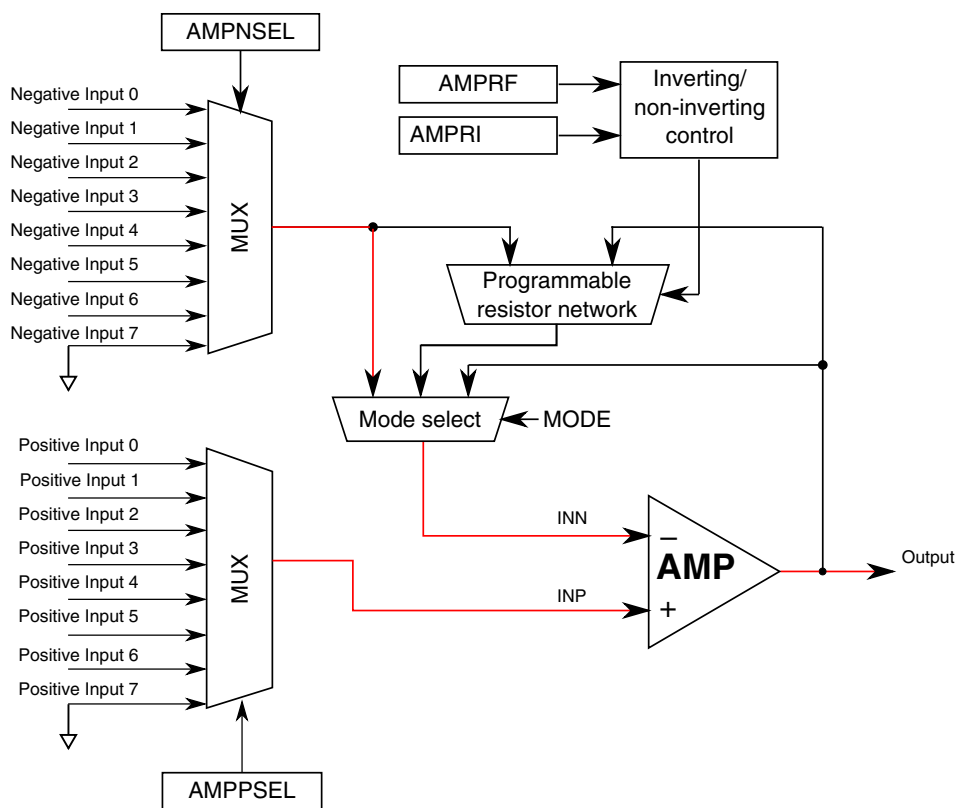 AMPNSEL
Negative Input 0
Negative Input 1
Negative Input 2
Negative Input 3
Negative Input 4
Negative Input 5
Negative Input 6
Negative Input 7
MUX
AMPRF
AMPRI
Inverting/
non-inverting
control
Programmable
resistor network
Mode select
MODE
Positive Input 0
Positive Input 1
Positive Input 2
Positive Input 3
Positive Input 4
Positive Input 5
Positive Input 6
Positive Input 7
MUX
INN
INP
−
AMP
+
Output
AMPPSEL